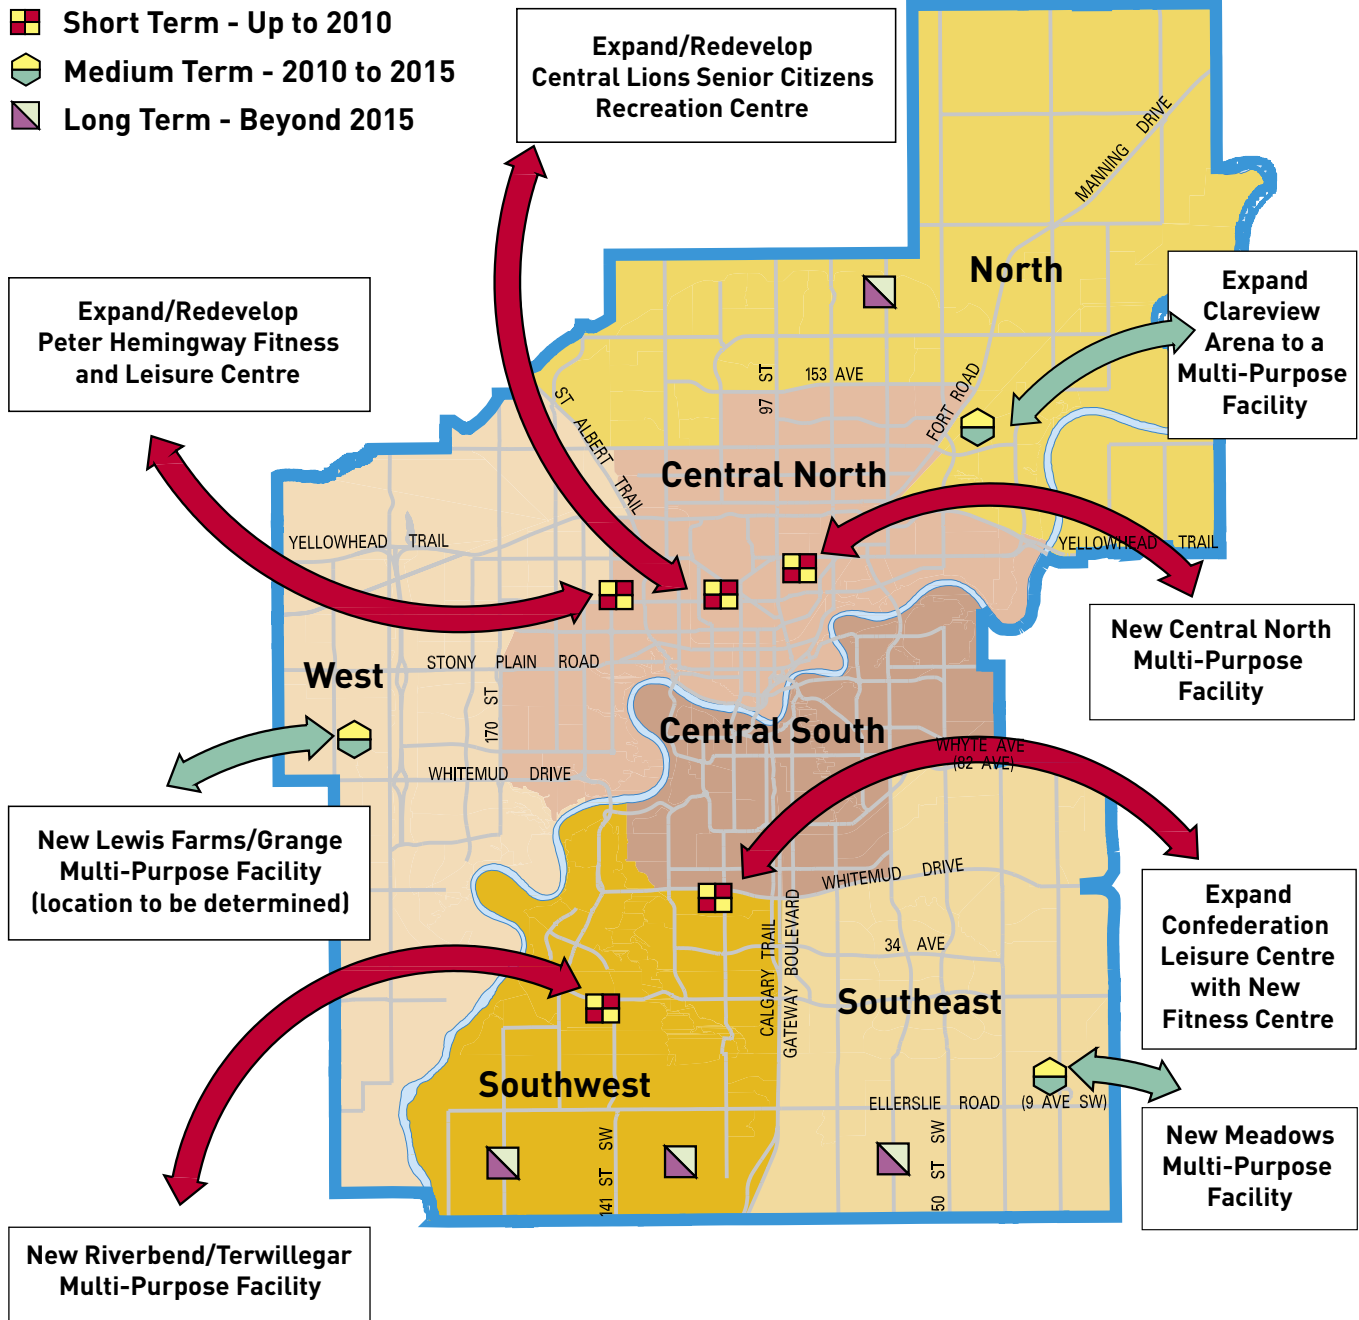 Short Term - Up to 2010
Medium Term - 2010 to 2015
Long Term - Beyond 2015
Expand/Redevelop
Central Lions Senior Citizens
Recreation Centre
MANNING DRIVE
North
Expand
Clareview
Arena to a
Multi-Purpose
Facility
Expand/Redevelop
Peter Hemingway Fitness
and Leisure Centre
97 ST
153 AVE
ST ALBERT TRAIL
FORT ROAD
Central North
YELLOWHEAD TRAIL
YELLOWHEAD TRAIL
New Central North
Multi-Purpose
Facility
STONY PLAIN ROAD
West
170 ST
Central South
WHYTE AVE
(82 AVE)
WHITEMUD DRIVE
New Lewis Farms/Grange
Multi-Purpose Facility
(location to be determined)
WHITEMUD DRIVE
Expand
Confederation
Leisure Centre
with New
Fitness Centre
CALGARY TRAIL
GATEWAY BOULEVARD
34 AVE
Southeast
Southwest
ELLERSLIE ROAD (9 AVE SW)
141 ST SW
50 ST SW
New Meadows
Multi-Purpose
Facility
New Riverbend/Terwillegar
Multi-Purpose Facility